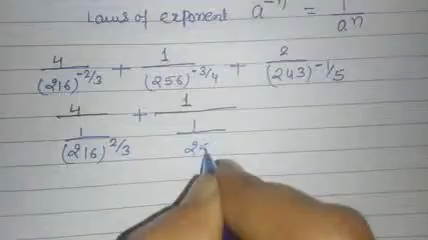 Laws of exponent a⁻ⁿ = 1/aⁿ
4/(216)^-2/3 + 1/(256)^-3/4 + 2/(243)^-1/5
4/(1/(216)^2/3) + 1/(1/25